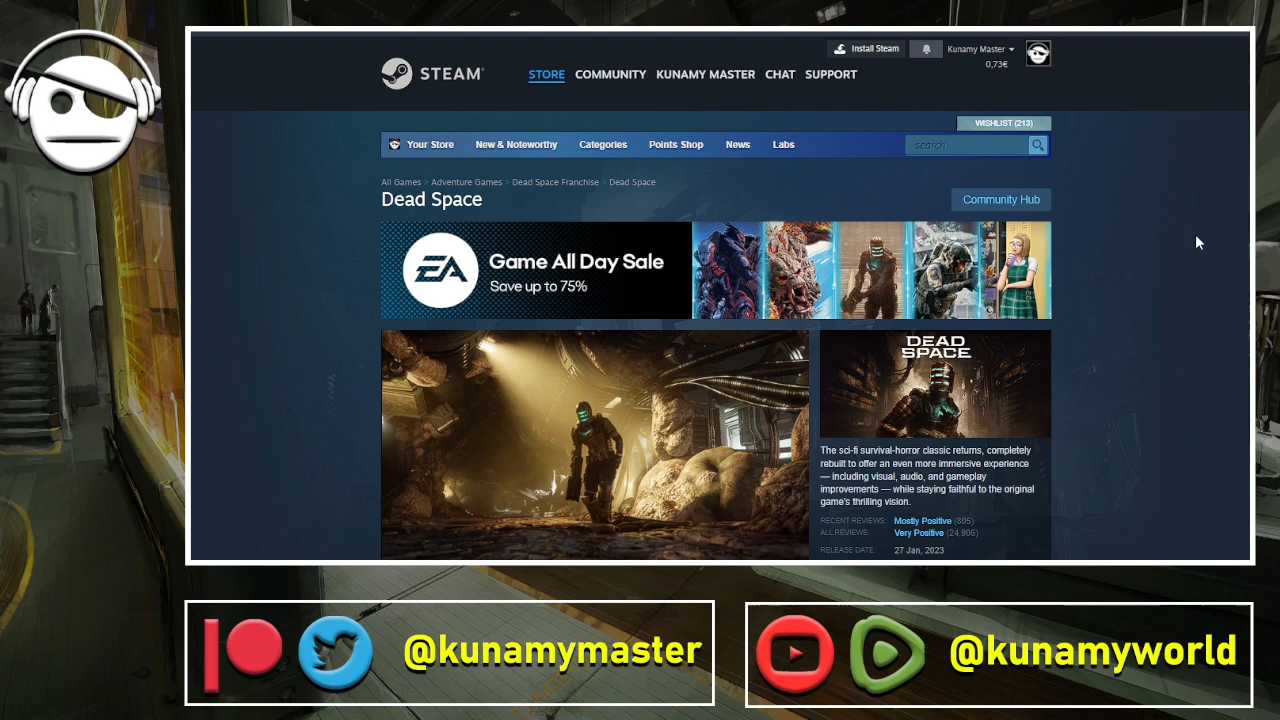 Install Steam
Kunamy Master
0,73€
STEAM®
STORE COMMUNITY KUNAMY MASTER CHAT SUPPORT
WISHLIST (213)
Your Store New & Noteworthy Categories Points Shop News Labs
search
All Games > Adventure Games > Dead Space Franchise > Dead Space
Dead Space
Community Hub
EA
Game All Day Sale
Save up to 75%
DEAD
SPACE
The sci-fi survival-horror classic returns, completely
rebuilt to offer an even more immersive experience
— including visual, audio, and gameplay
improvements — while staying faithful to the original
game's thrilling vision.
RECENT REVIEWS: Mostly Positive (805)
ALL REVIEWS: Very Positive (24,906)
RELEASE DATE: 27 Jan, 2023
@kunamymaster
@kunamyworld